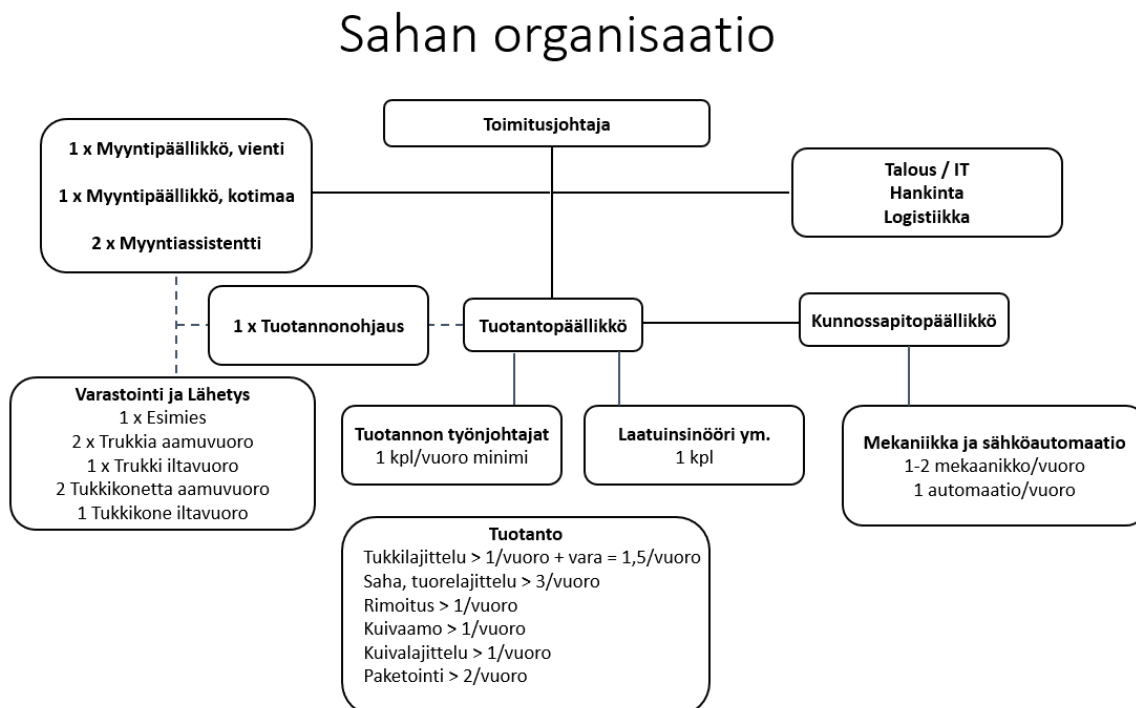 Sahan organisaatio
Toimitusjohtaja
1 x Myyntipäällikkö, vienti
1 x Myyntipäällikkö, kotimaa
2 x Myyntiassistentti
Talous / IT
Hankinta
Logistiikka
1 x Tuotannonohjaus
Tuotantopäällikkö
Kunnossapitopäällikkö
Varastointi ja Lähetys
1 x Esimies
2 x Trukkia aamuvuoro
1 x Trukki iltavuoro
2 Tukkikonetta aamuvuoro
1 Tukkikone iltavuoro
Tuotannon työnjohtajat
1 kpl/vuoro minimi
Laatuinsinööri ym.
1 kpl
Mekaniikka ja sähköautomaatio
1-2 mekaanikko/vuoro
1 automaatio/vuoro
Tuotanto
Tukkilajittelu > 1/vuoro + vara = 1,5/vuoro
Saha, tuorelajittelu > 3/vuoro
Rimoitus > 1/vuoro
Kuivaamo > 1/vuoro
Kuivalajittelu > 1/vuoro
Paketointi > 2/vuoro